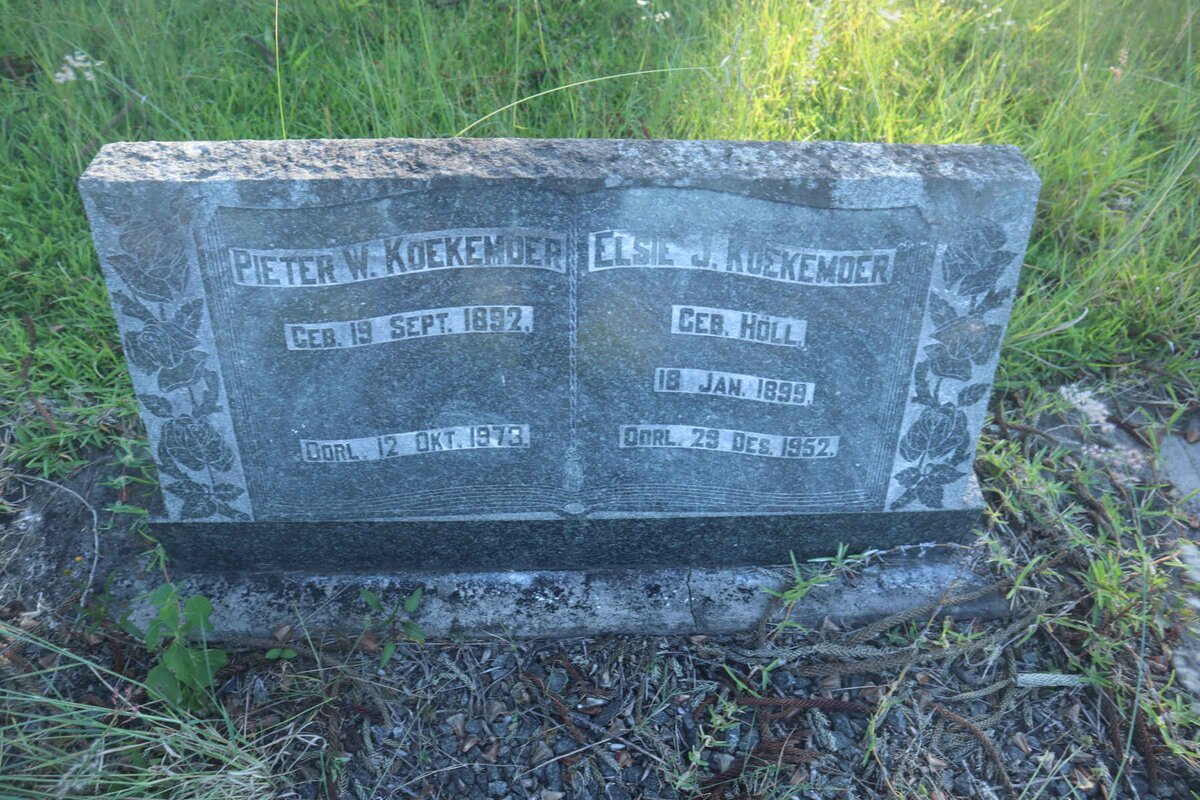 PIETER W. KOEKEMOER
GEB. 19 SEPT. 1892,
OORL. 12 OKT. 1973.
ELSIE J. KOEKEMOER
GEB. HÖLL,
18 JAN. 1899,
OORL. 29 DES. 1952.